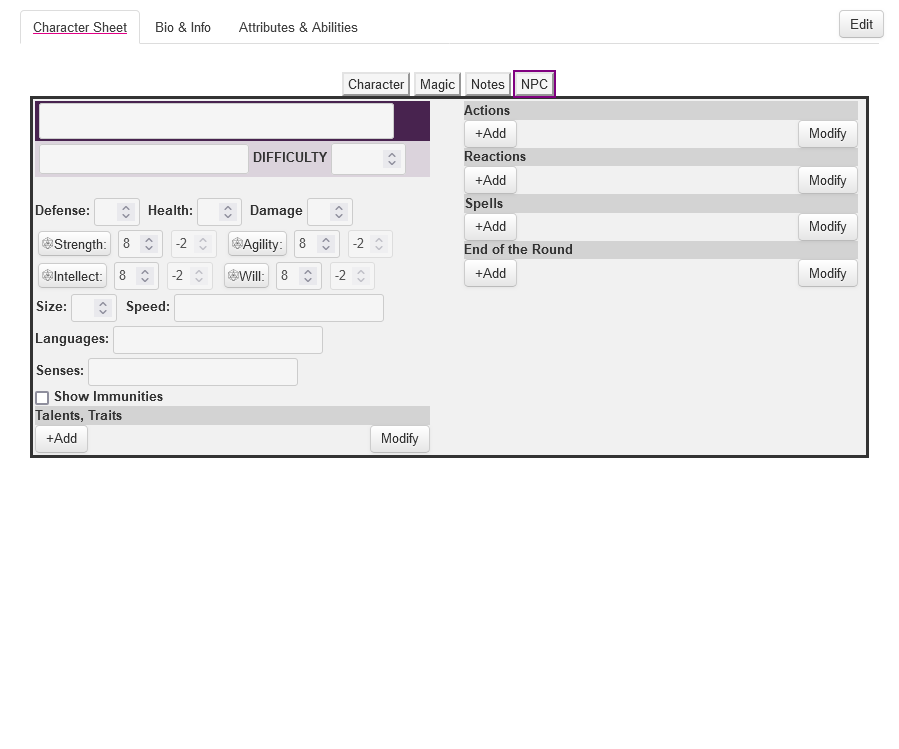 Character Sheet Bio & Info Attributes & Abilities Edit
Character Magic Notes NPC
DIFFICULTY
Defense: Health: Damage
Strength: 8 -2 Agility: 8 -2
Intellect: 8 -2 Will: 8 -2
Size: Speed:
Languages:
Senses:
Show Immunities
Talents, Traits
+Add Modify
Actions
+Add Modify
Reactions
+Add Modify
Spells
+Add Modify
End of the Round
+Add Modify